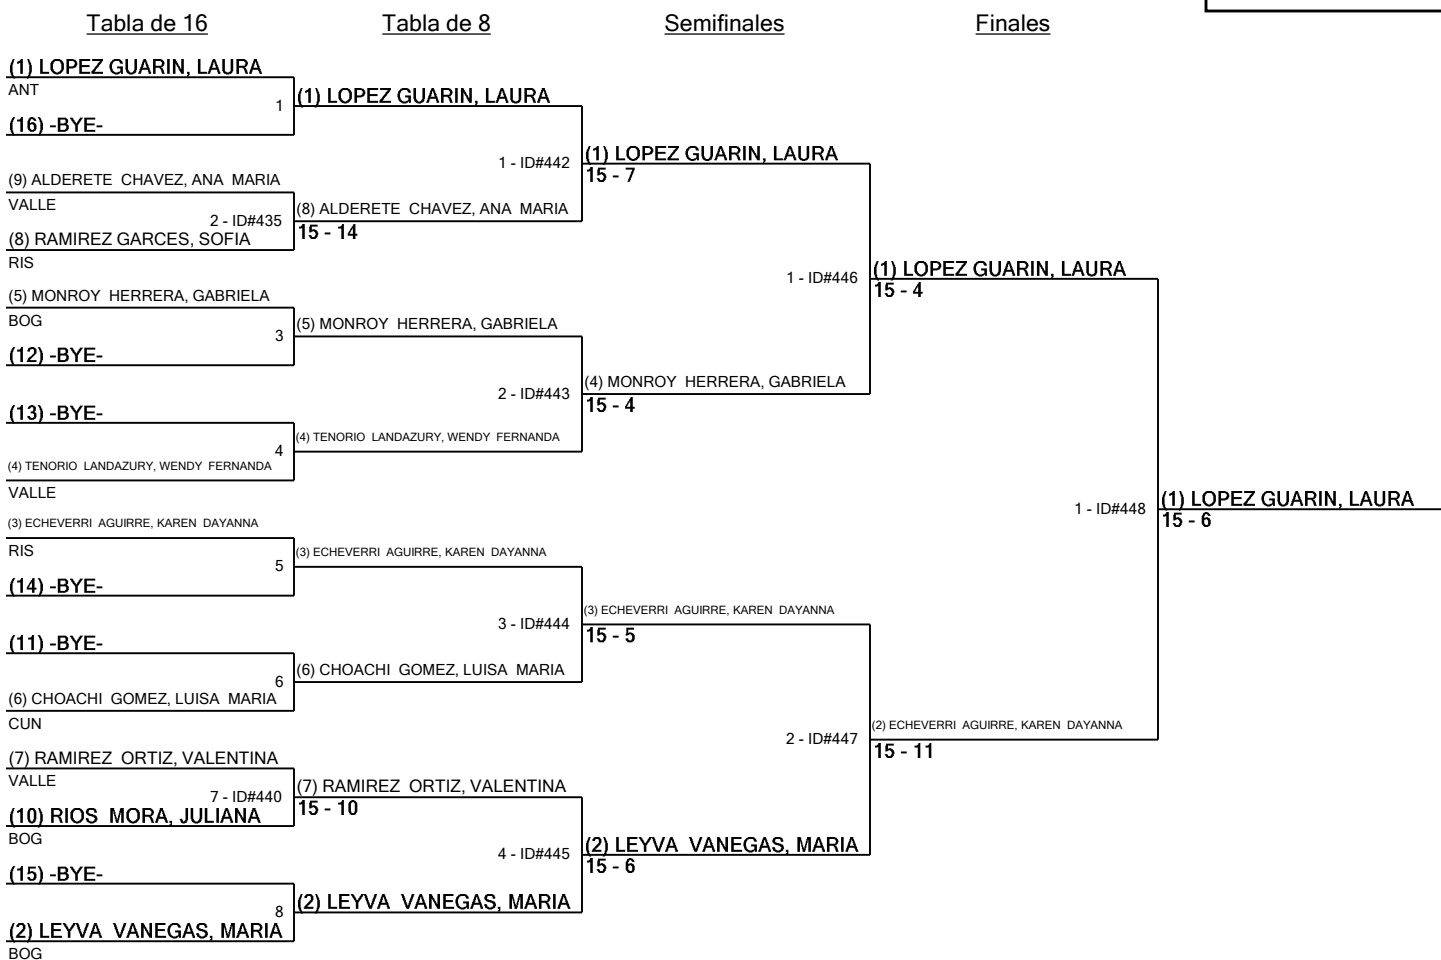 Tabla de 16
Tabla de 8
Semifinales
Finales
(1) LOPEZ GUARIN, LAURA
ANT
1
(16) -BYE-
(9) ALDERETE CHAVEZ, ANA MARIA
VALLE
2 - ID#435
(8) RAMIREZ GARCES, SOFIA
RIS
(5) MONROY HERRERA, GABRIELA
BOG
3
(12) -BYE-
(13) -BYE-
4
(4) TENORIO LANDAZURY, WENDY FERNANDA
VALLE
(3) ECHEVERRI AGUIRRE, KAREN DAYANNA
RIS
5
(14) -BYE-
(11) -BYE-
6
(6) CHOACHI GOMEZ, LUISA MARIA
CUN
(7) RAMIREZ ORTIZ, VALENTINA
VALLE
7 - ID#440
(10) RIOS MORA, JULIANA
BOG
(15) -BYE-
8
(2) LEYVA VANEGAS, MARIA
BOG
(1) LOPEZ GUARIN, LAURA
1 - ID#442
(8) ALDERETE CHAVEZ, ANA MARIA
15 - 14
(5) MONROY HERRERA, GABRIELA
2 - ID#443
(4) TENORIO LANDAZURY, WENDY FERNANDA
(3) ECHEVERRI AGUIRRE, KAREN DAYANNA
3 - ID#444
(6) CHOACHI GOMEZ, LUISA MARIA
(7) RAMIREZ ORTIZ, VALENTINA
15 - 10
4 - ID#445
(2) LEYVA VANEGAS, MARIA
(1) LOPEZ GUARIN, LAURA
15 - 7
1 - ID#446
(4) MONROY HERRERA, GABRIELA
15 - 4
(3) ECHEVERRI AGUIRRE, KAREN DAYANNA
15 - 5
2 - ID#447
(2) LEYVA VANEGAS, MARIA
15 - 6
(1) LOPEZ GUARIN, LAURA
15 - 4
1 - ID#448
(2) ECHEVERRI AGUIRRE, KAREN DAYANNA
15 - 11
(1) LOPEZ GUARIN, LAURA
15 - 6